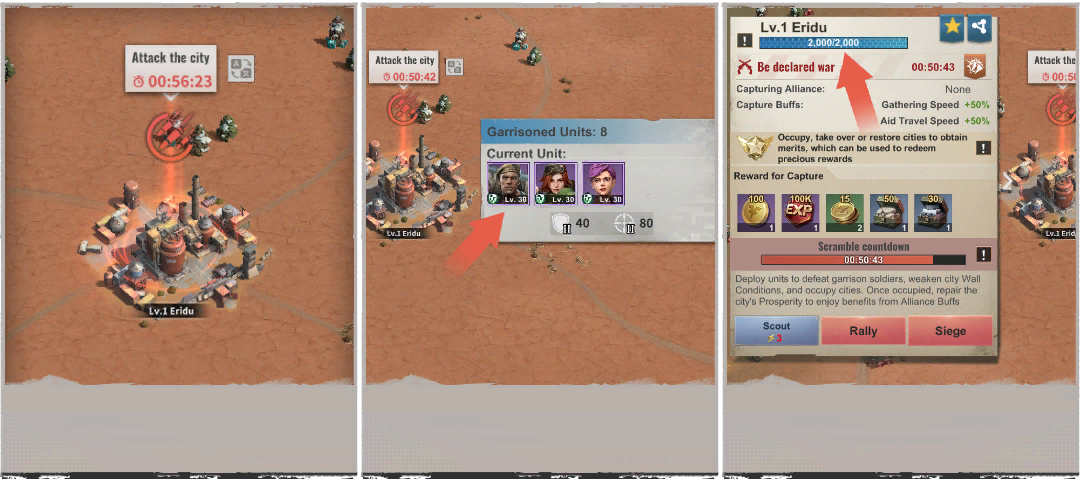 Attack the city
00:56:23
Lv.1 Eridu
Attack the city
00:50:42
Lv.1 Eridu
Garrisoned Units: 8
Current Unit:
Lv. 30
Lv. 30
Lv. 30
40
80
Lv.1 Eridu
2,000/2,000
Be declared war
00:50:43
Capturing Alliance:
None
Capture Buffs:
Gathering Speed +50%
Aid Travel Speed +50%
Occupy, take over or restore cities to obtain
merits, which can be used to redeem
precious rewards
Reward for Capture
100
1
100K
EXP
1
15
2
50
1
30
1
Scramble countdown
00:50:43
Deploy units to defeat garrison soldiers, weaken city Wall
Conditions, and occupy cities. Once occupied, repair the
city's Prosperity to enjoy benefits from Alliance Buffs
Scout
3
Rally
Siege
Attack th
00:5
Lv.1 Eri